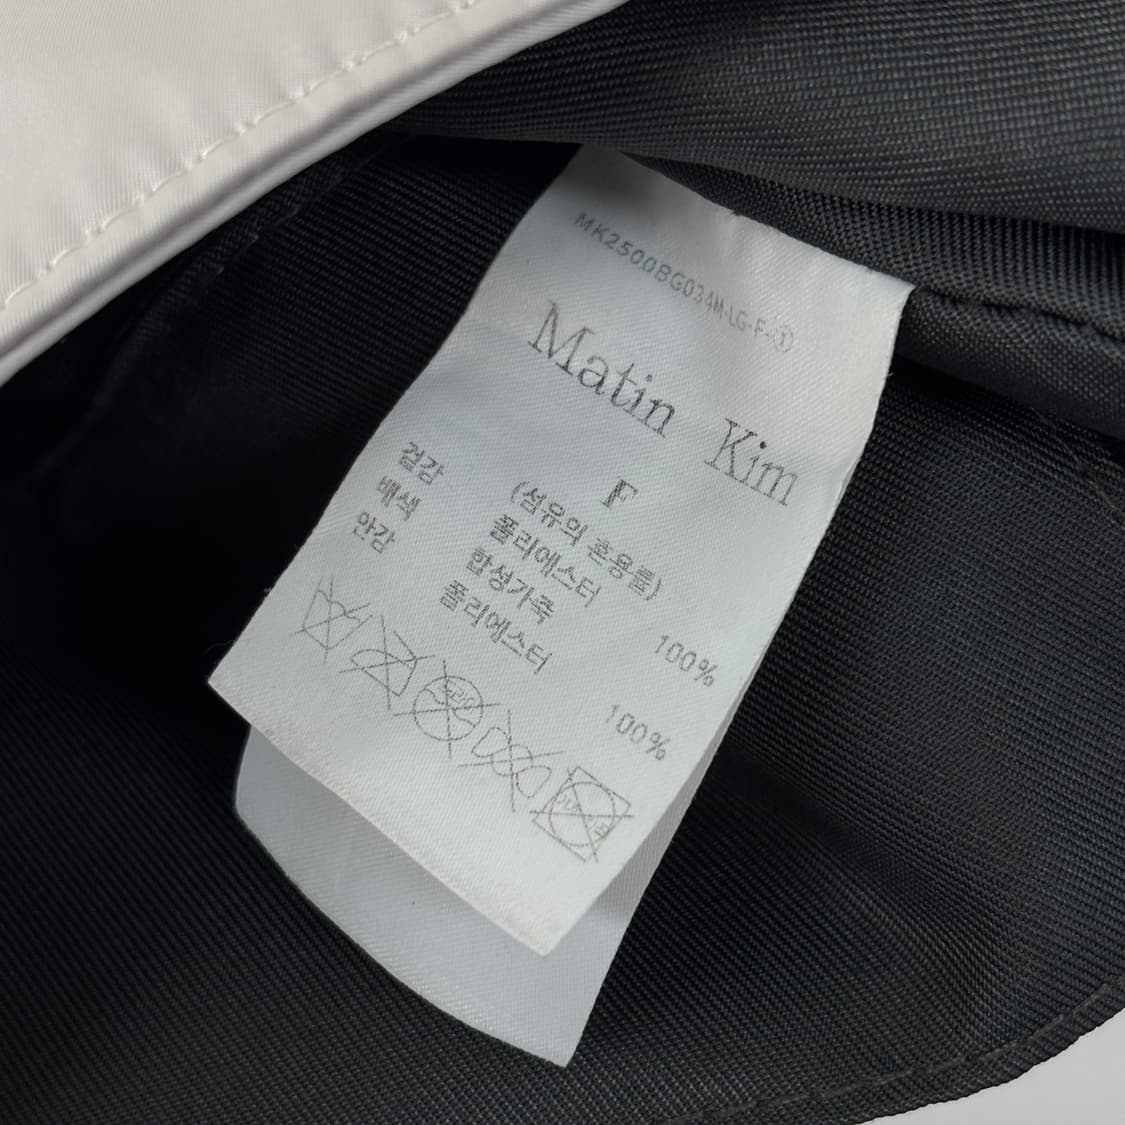 MK2500BG034M-LG-F-①
Matin Kim
F
(섬유의 혼용률)
겉감 폴리에스터 100%
배색 합성가죽
안감 폴리에스터 100%